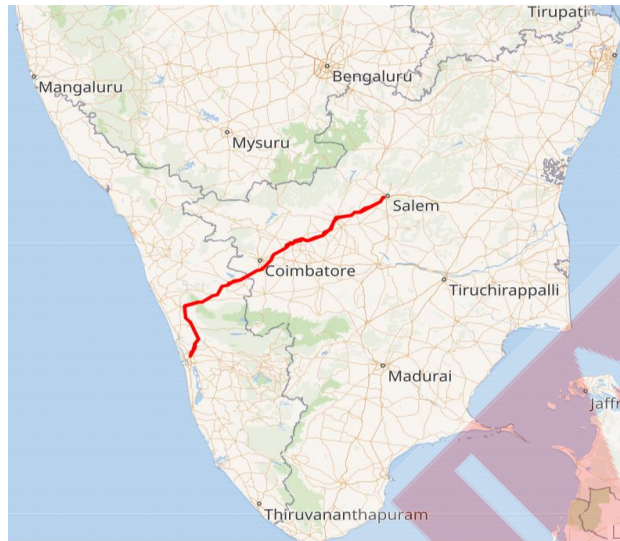 Tirupati
Bengaluru
Mangaluru
Mysuru
Salem
Coimbatore
Tiruchirappalli
Madurai
Jaffn
Thiruvananthapuram
L